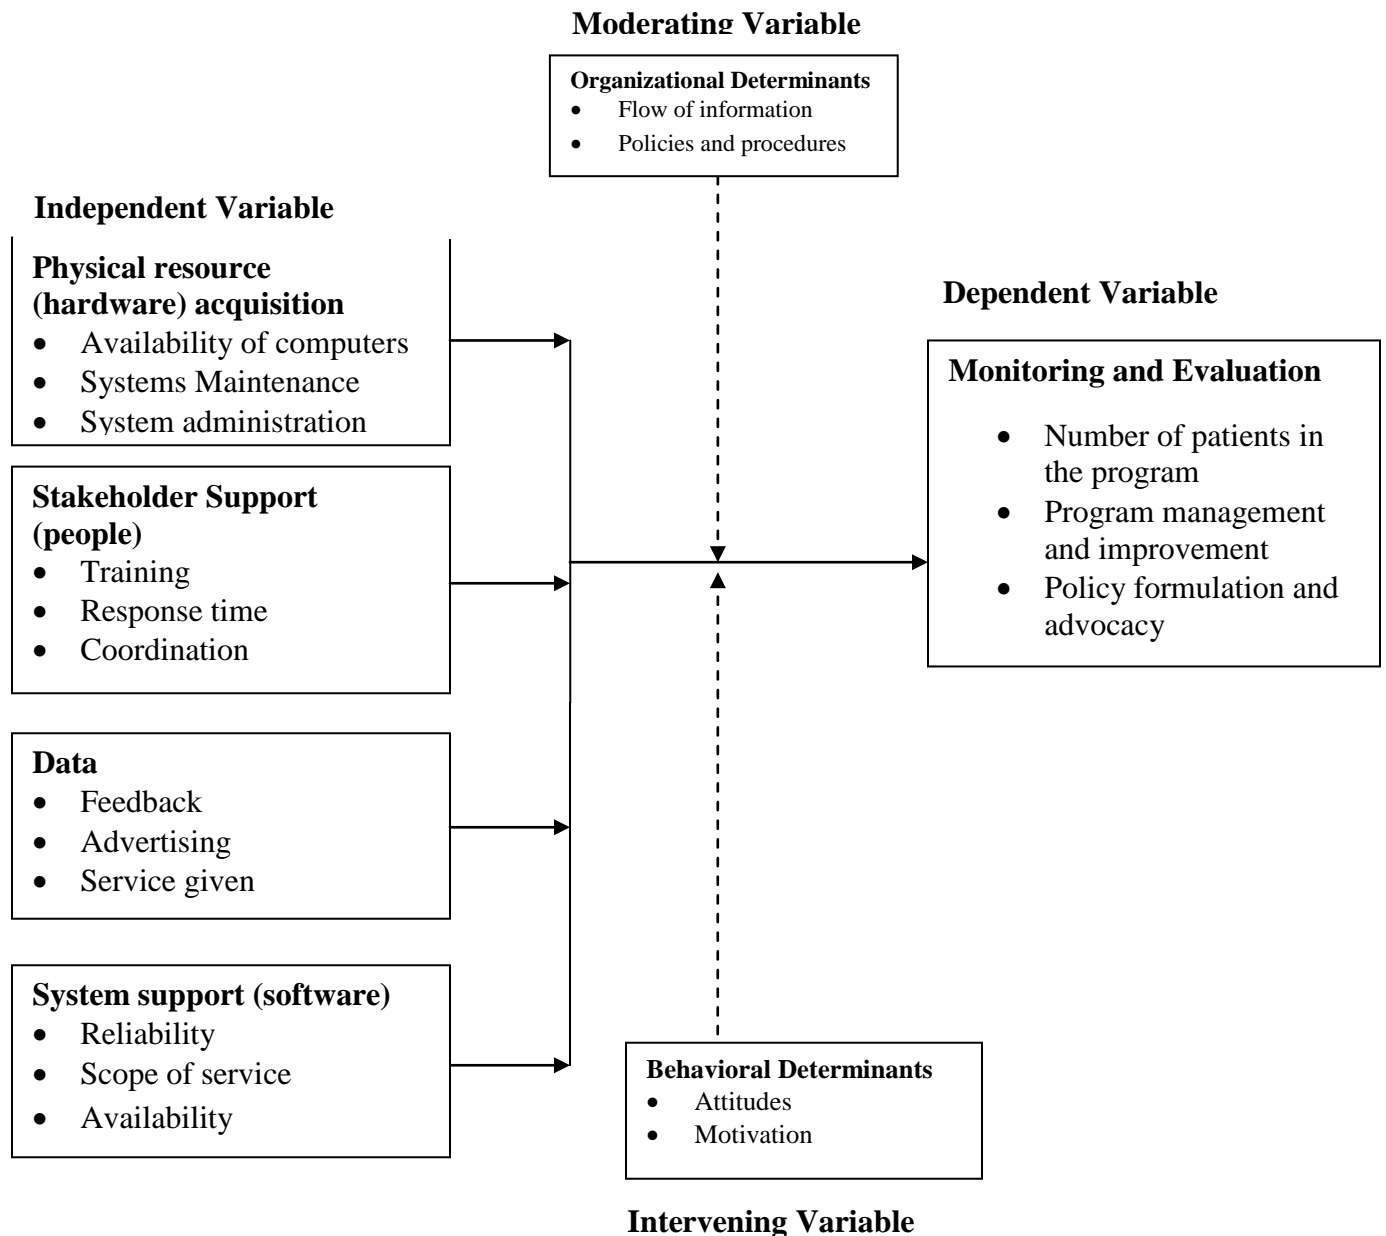 Moderating Variable
Organizational Determinants
• Flow of information
• Policies and procedures
Independent Variable
Physical resource
(hardware) acquisition
• Availability of computers
• Systems Maintenance
• System administration
Stakeholder Support
(people)
• Training
• Response time
• Coordination
Data
• Feedback
• Advertising
• Service given
System support (software)
• Reliability
• Scope of service
• Availability
Dependent Variable
Monitoring and Evaluation
• Number of patients in
the program
• Program management
and improvement
• Policy formulation and
advocacy
Behavioral Determinants
• Attitudes
• Motivation
Intervening Variable